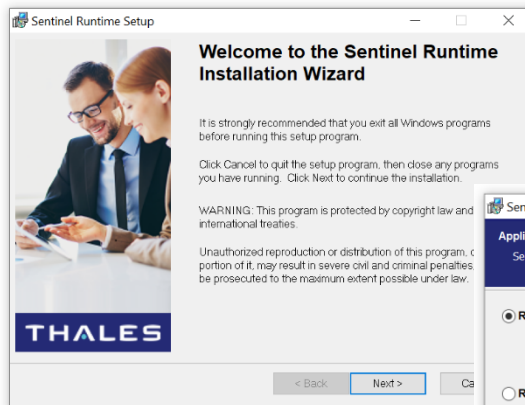 Sentinel Runtime Setup
Welcome to the Sentinel Runtime
Installation Wizard
It is strongly recommended that you exit all Windows programs
before running this setup program.
Click Cancel to quit the setup program, then close any programs
you have running. Click Next to continue the installation.
WARNING: This program is protected by copyright law and
international treaties.
Unauthorized reproduction or distribution of this program,
portion of it, may result in severe civil and criminal penalties
be prosecuted to the maximum extent possible under law.
THALES
< Back
Next >
Ca
Sen
Appli
Se
R
R